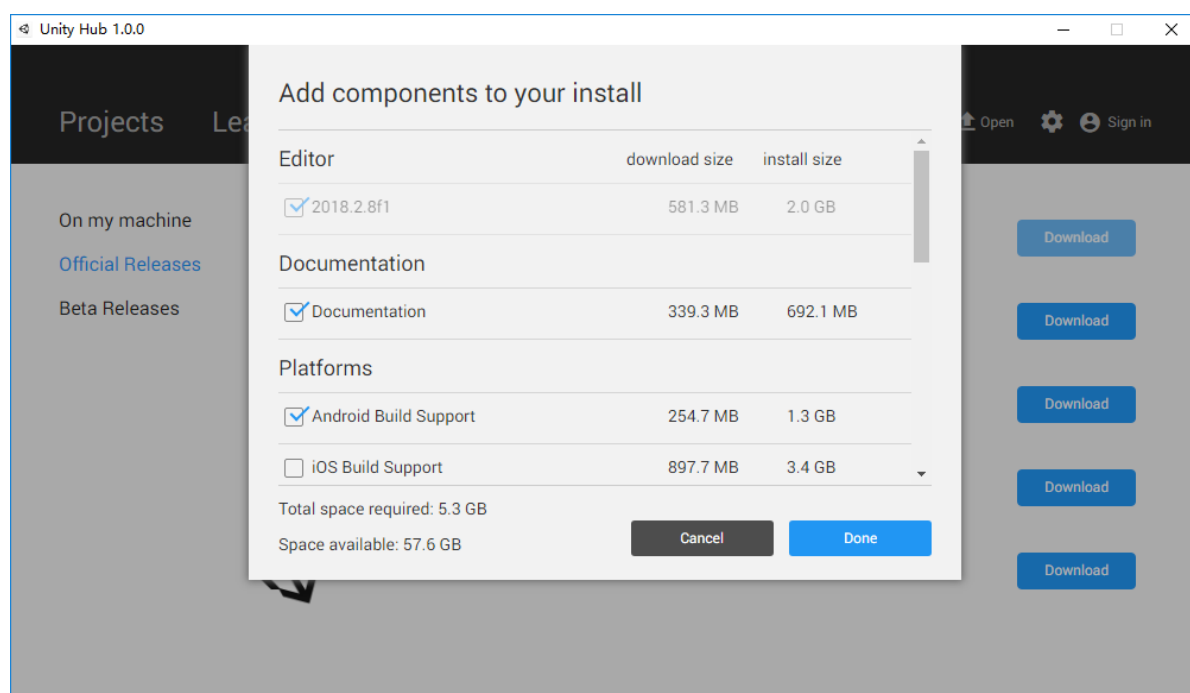 Unity Hub 1.0.0
Add components to your install
Projects
Open
Sign in
Editor download size install size
2018.2.8f1 581.3 MB 2.0 GB
Documentation
Documentation 339.3 MB 692.1 MB
Platforms
Android Build Support 254.7 MB 1.3 GB
iOS Build Support 897.7 MB 3.4 GB
Total space required: 5.3 GB
Space available: 57.6 GB
Cancel Done
On my machine
Official Releases
Beta Releases
Download
Download
Download
Download
Download